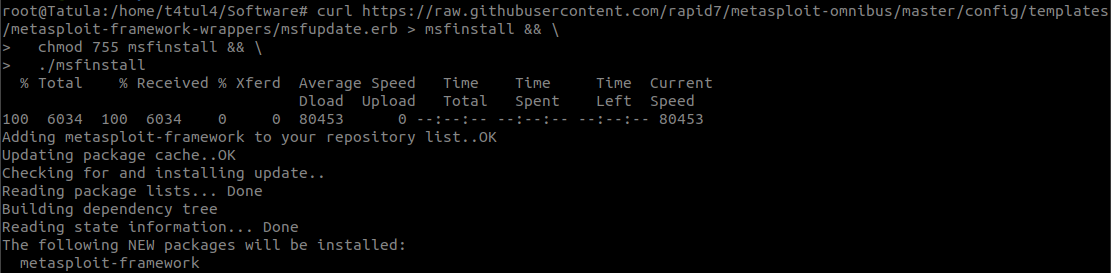 root@Tatula:/home/t4tul4/Software# curl https://raw.githubusercontent.com/rapid7/metasploit-omnibus/master/config/templates
/metasploit-framework-wrappers/msfupdate.erb > msfinstall && \
>   chmod 755 msfinstall && \
>   ./msfinstall
  % Total    % Received % Xferd  Average Speed   Time    Time     Time  Current
                                 Dload  Upload   Total   Spent    Left  Speed
100  6034  100  6034    0     0  80453      0 --:--:-- --:--:-- --:--:-- 80453
Adding metasploit-framework to your repository list..OK
Updating package cache..OK
Checking for and installing update..
Reading package lists... Done
Building dependency tree
Reading state information... Done
The following NEW packages will be installed:
  metasploit-framework